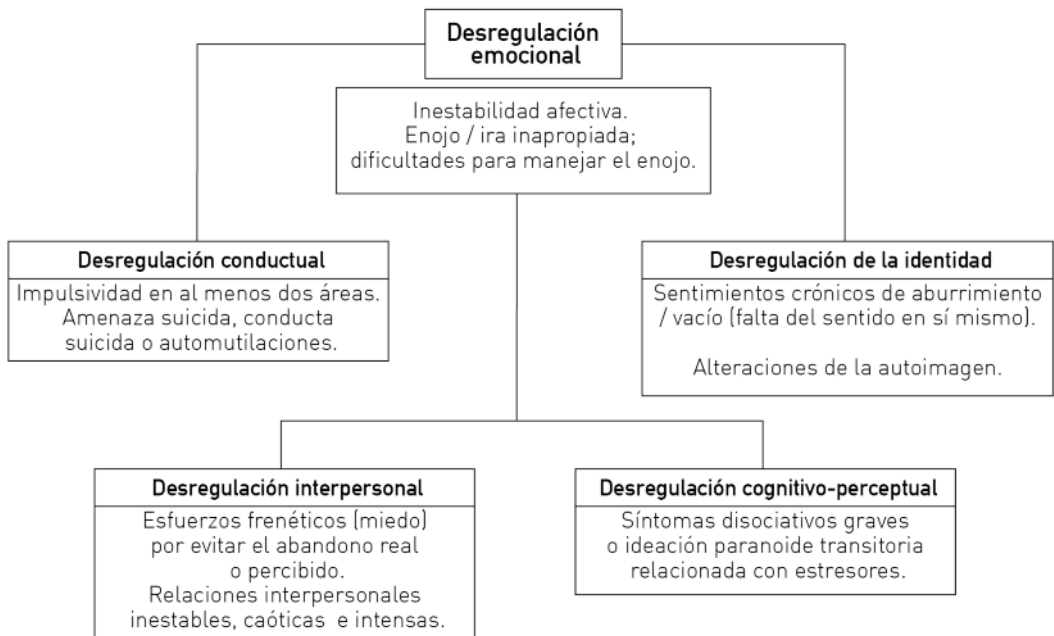 Desregulación
emocional
Inestabilidad afectiva.
Enojo / ira inapropiada;
dificultades para manejar el enojo.
Desregulación conductual
Impulsividad en al menos dos áreas.
Amenaza suicida, conducta
suicida o automutilaciones.
Desregulación de la identidad
Sentimientos crónicos de aburrimiento
/ vacío (falta del sentido en sí mismo).
Alteraciones de la autoimagen.
Desregulación interpersonal
Esfuerzos frenéticos (miedo)
por evitar el abandono real
o percibido.
Relaciones interpersonales
inestables, caóticas e intensas.
Desregulación cognitivo-perceptual
Síntomas disociativos graves
o ideación paranoide transitoria
relacionada con estresores.